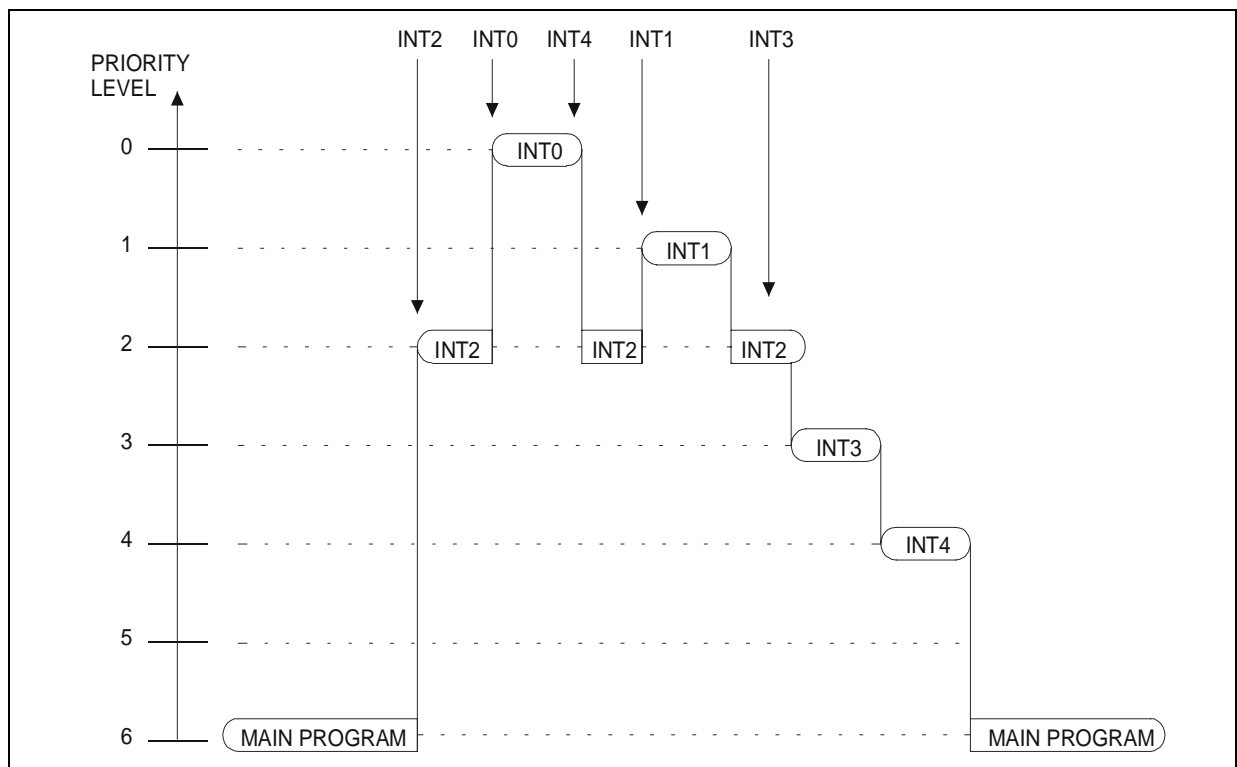 INT2 INT0 INT4 INT1 INT3
PRIORITY
LEVEL
0 INT0
1 INT1
2 INT2 INT2 INT2
3 INT3
4 INT4
5
6 MAIN PROGRAM MAIN PROGRAM